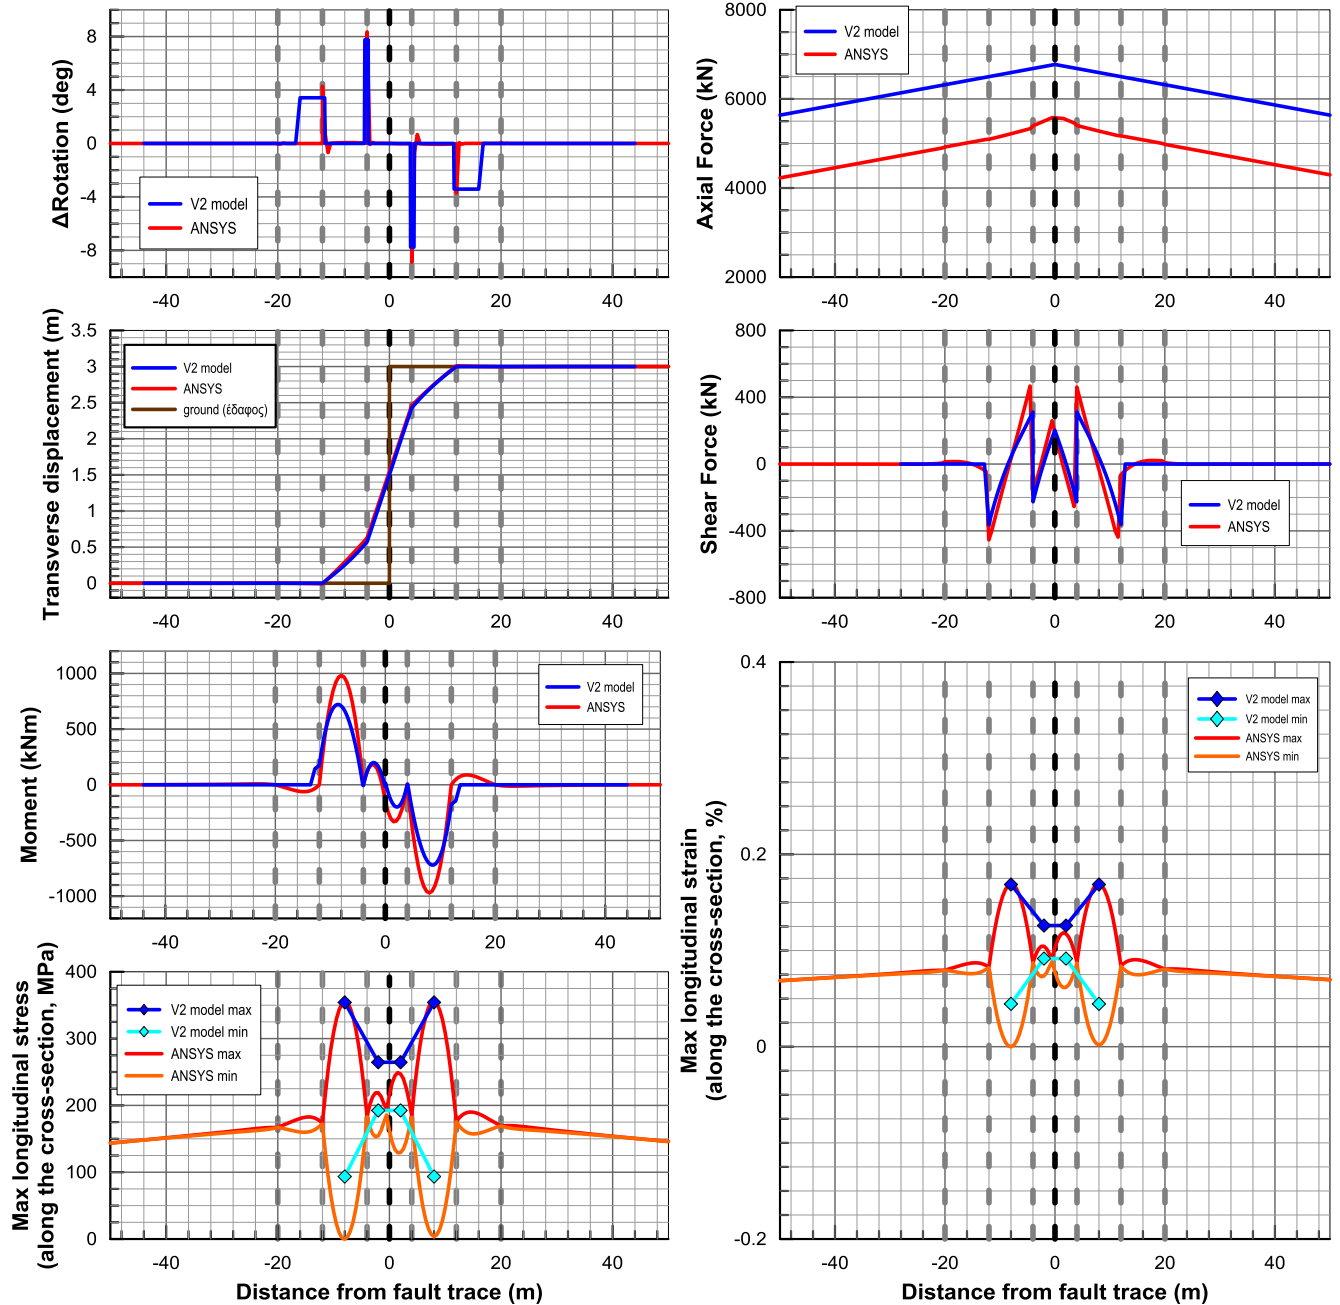 ΔRotation (deg)
8
4
0
-4
-8
V2 model
ANSYS
-40
-20
0
20
40
Axial Force (kN)
8000
6000
4000
2000
V2 model
ANSYS
-40
-20
0
20
40
Transverse displacement (m)
3.5
3
2.5
2
1.5
1
0.5
0
V2 model
ANSYS
ground (έδαφος)
-40
-20
0
20
40
Shear Force (kN)
800
400
0
-400
-800
V2 model
ANSYS
-40
-20
0
20
40
Moment (kNm)
1000
500
0
-500
-1000
V2 model
ANSYS
-40
-20
0
20
40
Max longitudinal stress
(along the cross-section, MPa)
400
300
200
100
0
V2 model max
V2 model min
ANSYS max
ANSYS min
-40
-20
0
20
40
Distance from fault trace (m)
Max longitudinal strain
(along the cross-section, %)
0.4
0.2
0
-0.2
V2 model max
V2 model min
ANSYS max
ANSYS min
-40
-20
0
20
40
Distance from fault trace (m)